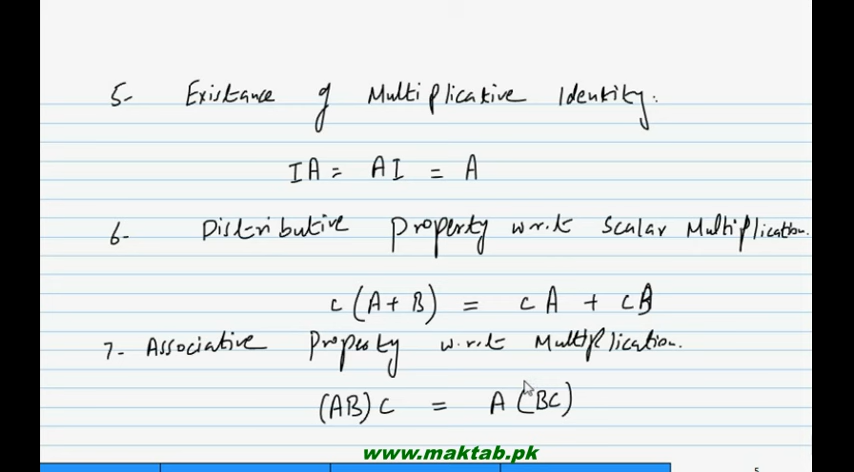 5- Existance of Multiplicative Identity.
IA = AI = A
6- Distributive Property w.r.t Scalar Multiplication.
c(A+B) = cA + cB
7- Associative Property w.r.t Multiplication.
(AB)C = A(BC)
www.maktab.pk
5